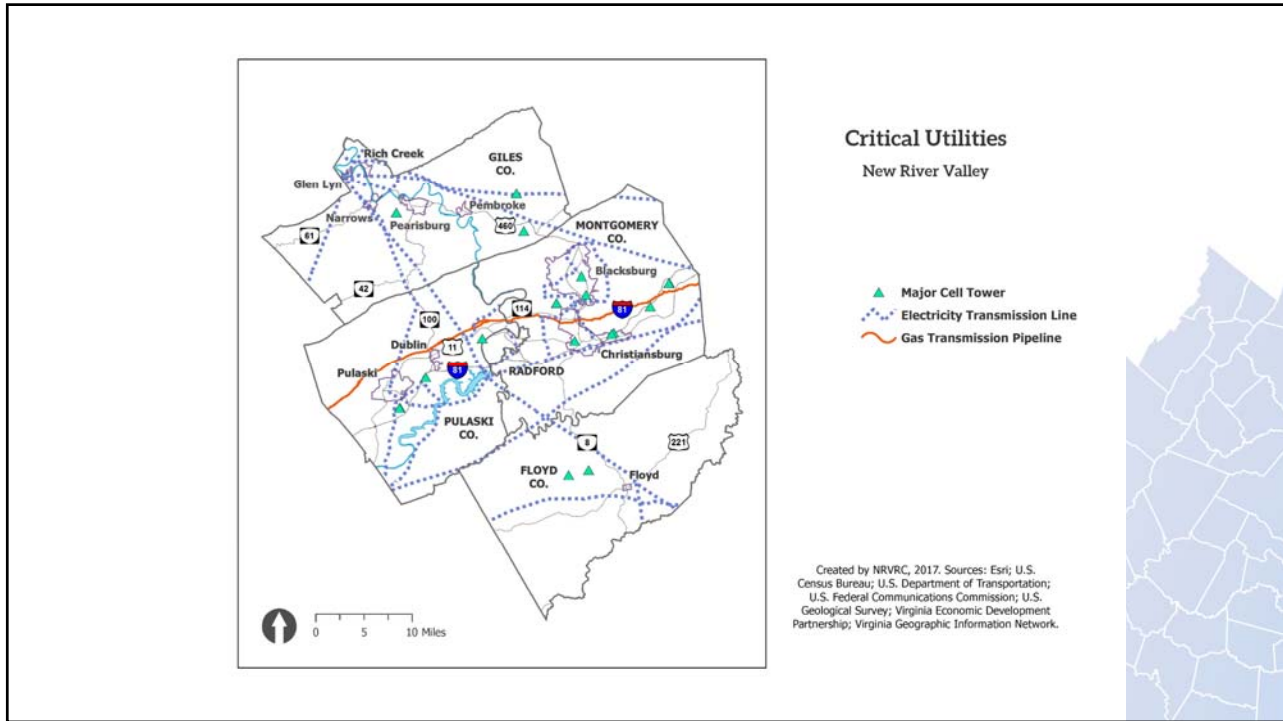 Critical Utilities
New River Valley
Rich Creek
GILES
CO.
Glen Lyn
Narrows
Pearisburg
Pembroke
460
61
42
MONTGOMERY
CO.
Blacksburg
114
81
100
Dublin
11
81
Christiansburg
Pulaski
RADFORD
PULASKI
CO.
8
221
FLOYD
CO.
Floyd
0 5 10 Miles
Major Cell Tower
Electricity Transmission Line
Gas Transmission Pipeline
Created by NRVRC, 2017. Sources: Esri; U.S.
Census Bureau; U.S. Department of Transportation;
U.S. Federal Communications Commission; U.S.
Geological Survey; Virginia Economic Development
Partnership; Virginia Geographic Information Network.